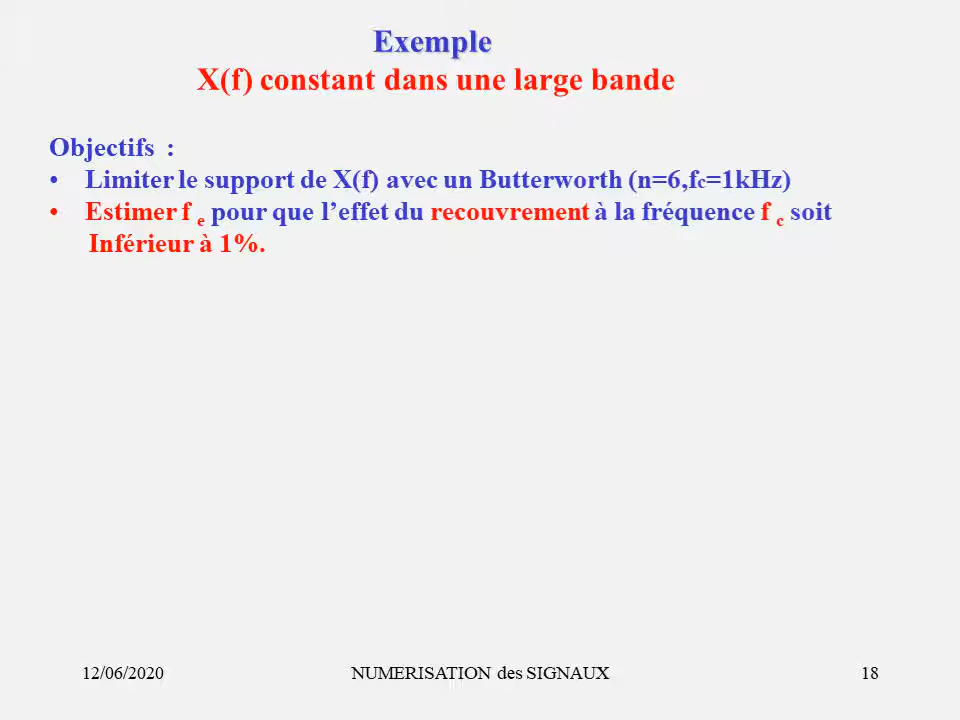 Exemple
X(f) constant dans une large bande
Objectifs :
• Limiter le support de X(f) avec un Butterworth (n=6,fc=1kHz)
• Estimer f e pour que l’effet du recouvrement à la fréquence f c soit
Inférieur à 1%.
12/06/2020 NUMERISATION des SIGNAUX 18